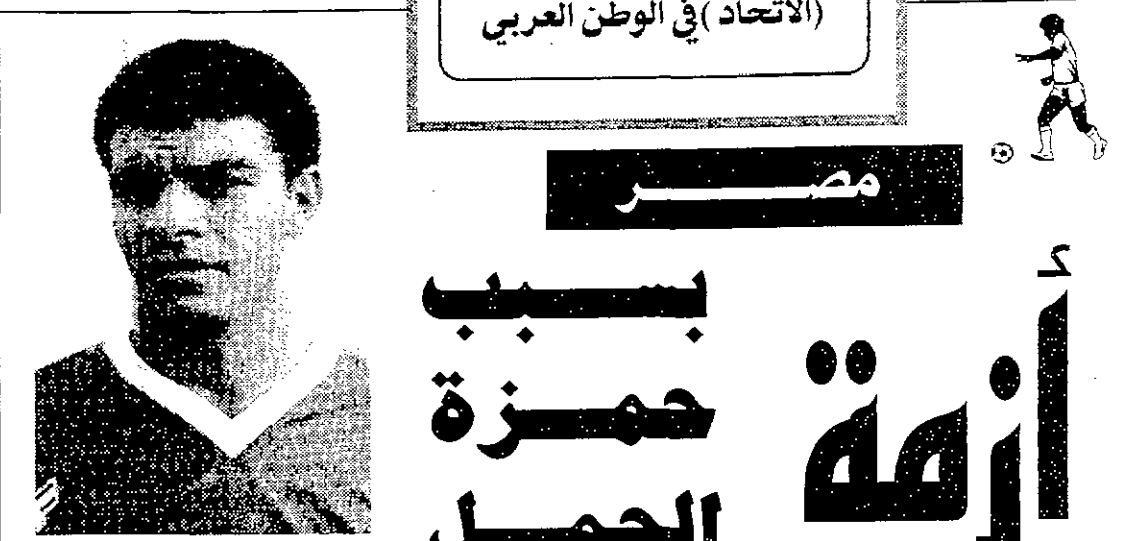 (الاتحاد) في الوطن العربي
مصر
أزمة
بسبب
حمزة
الجمل